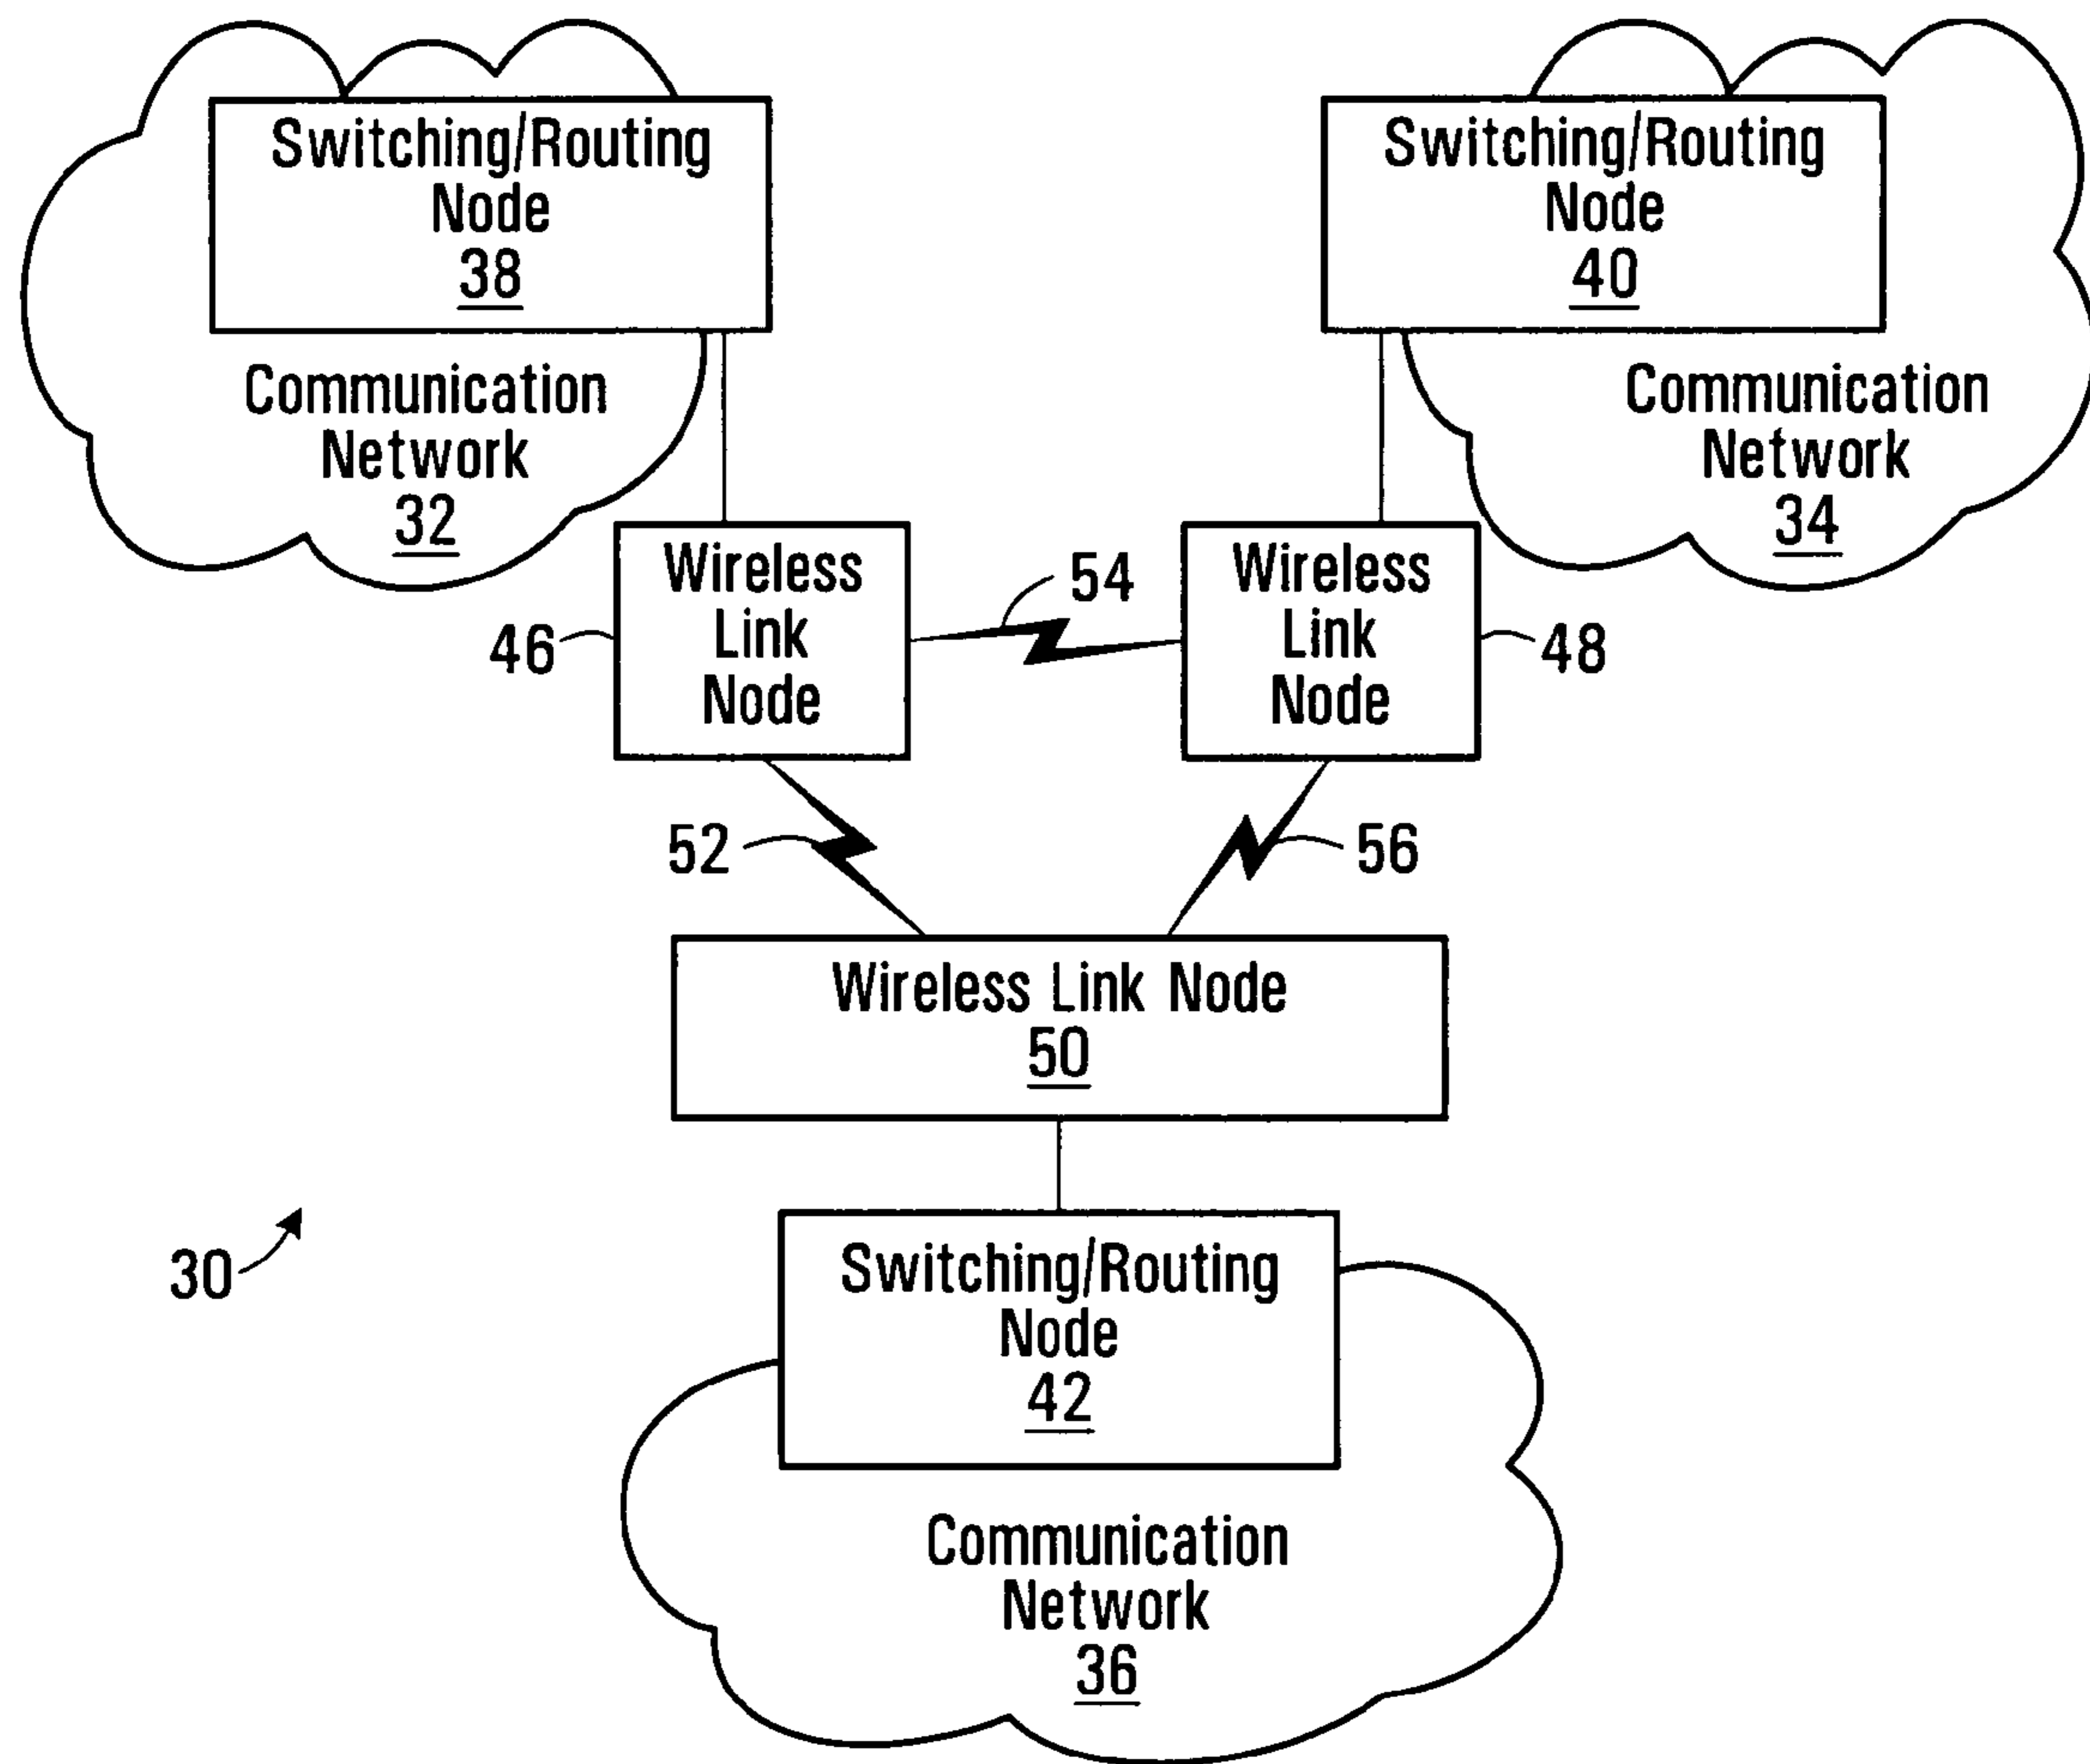 Switching/Routing
Node
38
Communication
Network
32
Switching/Routing
Node
40
Communication
Network
34
46
Wireless
Link
Node
54
Wireless
Link
Node
48
52
56
Wireless Link Node
50
30
Switching/Routing
Node
42
Communication
Network
36